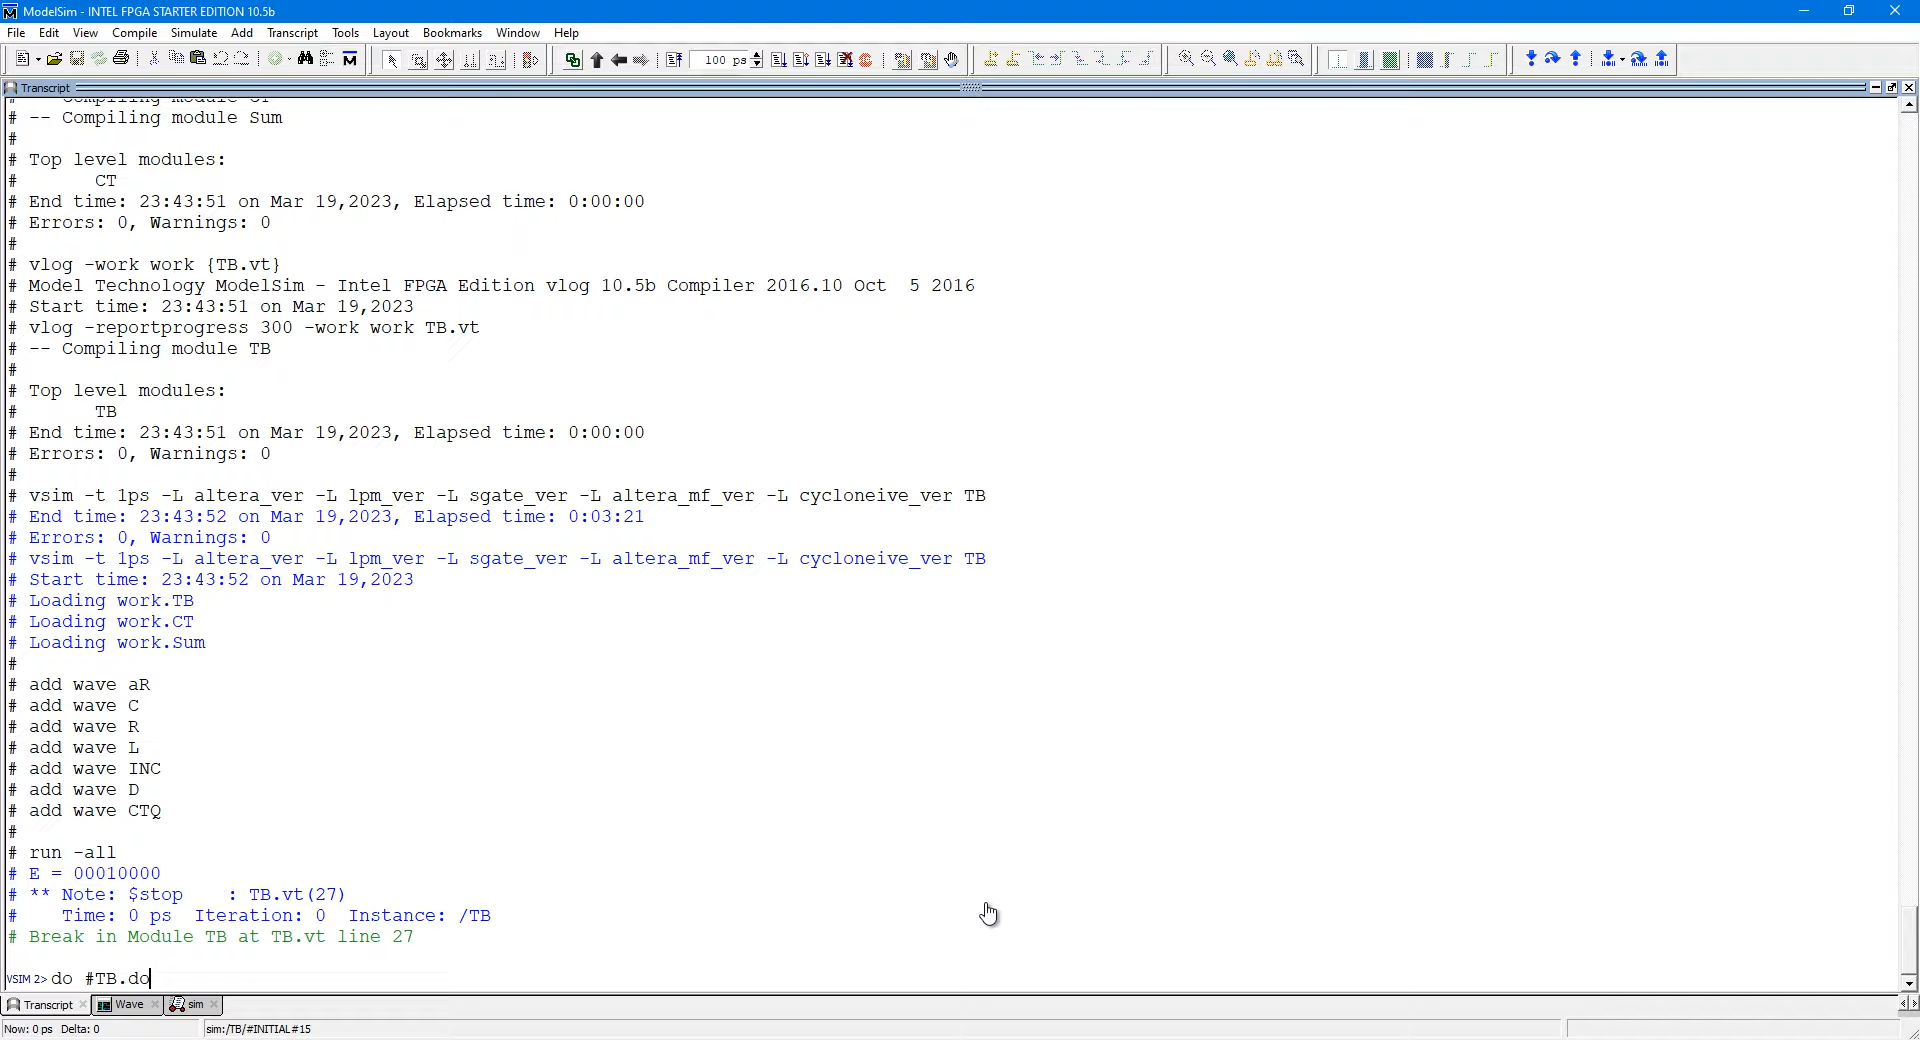 ModelSim - INTEL FPGA STARTER EDITION 10.5b
File Edit View Compile Simulate Add Transcript Tools Layout Bookmarks Window Help
100 ps
Transcript
# -- Compiling module CT
# -- Compiling module Sum
#
# Top level modules:
#       CT
# End time: 23:43:51 on Mar 19,2023, Elapsed time: 0:00:00
# Errors: 0, Warnings: 0
#
# vlog -work work {TB.vt}
# Model Technology ModelSim - Intel FPGA Edition vlog 10.5b Compiler 2016.10 Oct  5 2016
# Start time: 23:43:51 on Mar 19,2023
# vlog -reportprogress 300 -work work TB.vt
# -- Compiling module TB
#
# Top level modules:
#       TB
# End time: 23:43:51 on Mar 19,2023, Elapsed time: 0:00:00
# Errors: 0, Warnings: 0
#
# vsim -t 1ps -L altera_ver -L lpm_ver -L sgate_ver -L altera_mf_ver -L cycloneive_ver TB
# End time: 23:43:52 on Mar 19,2023, Elapsed time: 0:03:21
# Errors: 0, Warnings: 0
# vsim -t 1ps -L altera_ver -L lpm_ver -L sgate_ver -L altera_mf_ver -L cycloneive_ver TB
# Start time: 23:43:52 on Mar 19,2023
# Loading work.TB
# Loading work.CT
# Loading work.Sum
#
# add wave aR
# add wave C
# add wave R
# add wave L
# add wave INC
# add wave D
# add wave CTQ
#
# run -all
# E = 00010000
# ** Note: $stop    : TB.vt(27)
#    Time: 0 ps  Iteration: 0  Instance: /TB
# Break in Module TB at TB.vt line 27
VSIM 2> do #TB.do
Transcript Wave sim
Now: 0 ps Delta: 0 sim:/TB/#INITIAL#15